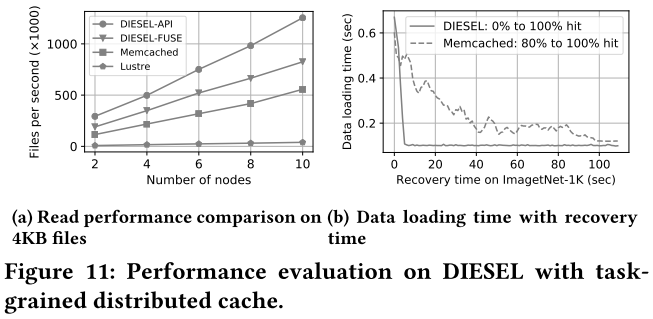 DIESEL-API
DIESEL-FUSE
Memcached
Lustre
Files per second (×1000)
1000
500
0
2 4 6 8 10
Number of nodes
DIESEL: 0% to 100% hit
Memcached: 80% to 100% hit
Data loading time (sec)
0.6
0.4
0.2
0 20 40 60 80 100
Recovery time on ImagetNet-1K (sec)
(a) Read performance comparison on
4KB files
(b) Data loading time with recovery
time
Figure 11: Performance evaluation on DIESEL with task-
grained distributed cache.